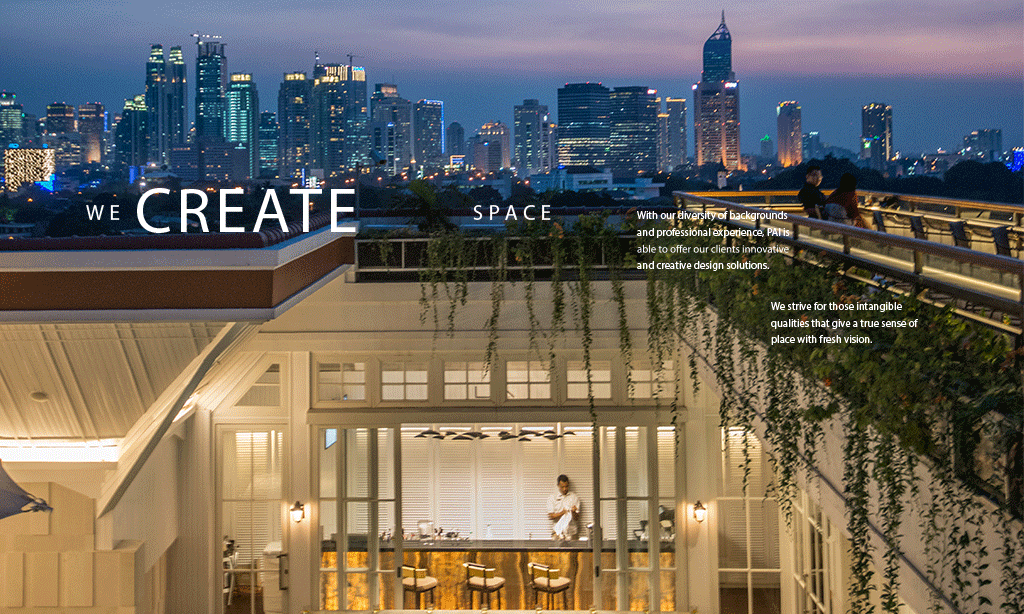 WE CREATE SPACE
With our diversity of backgrounds
and professional experience, PAI is
able to offer our clients innovative
and creative design solutions.
We strive for those intangible
qualities that give a true sense of
place with fresh vision.